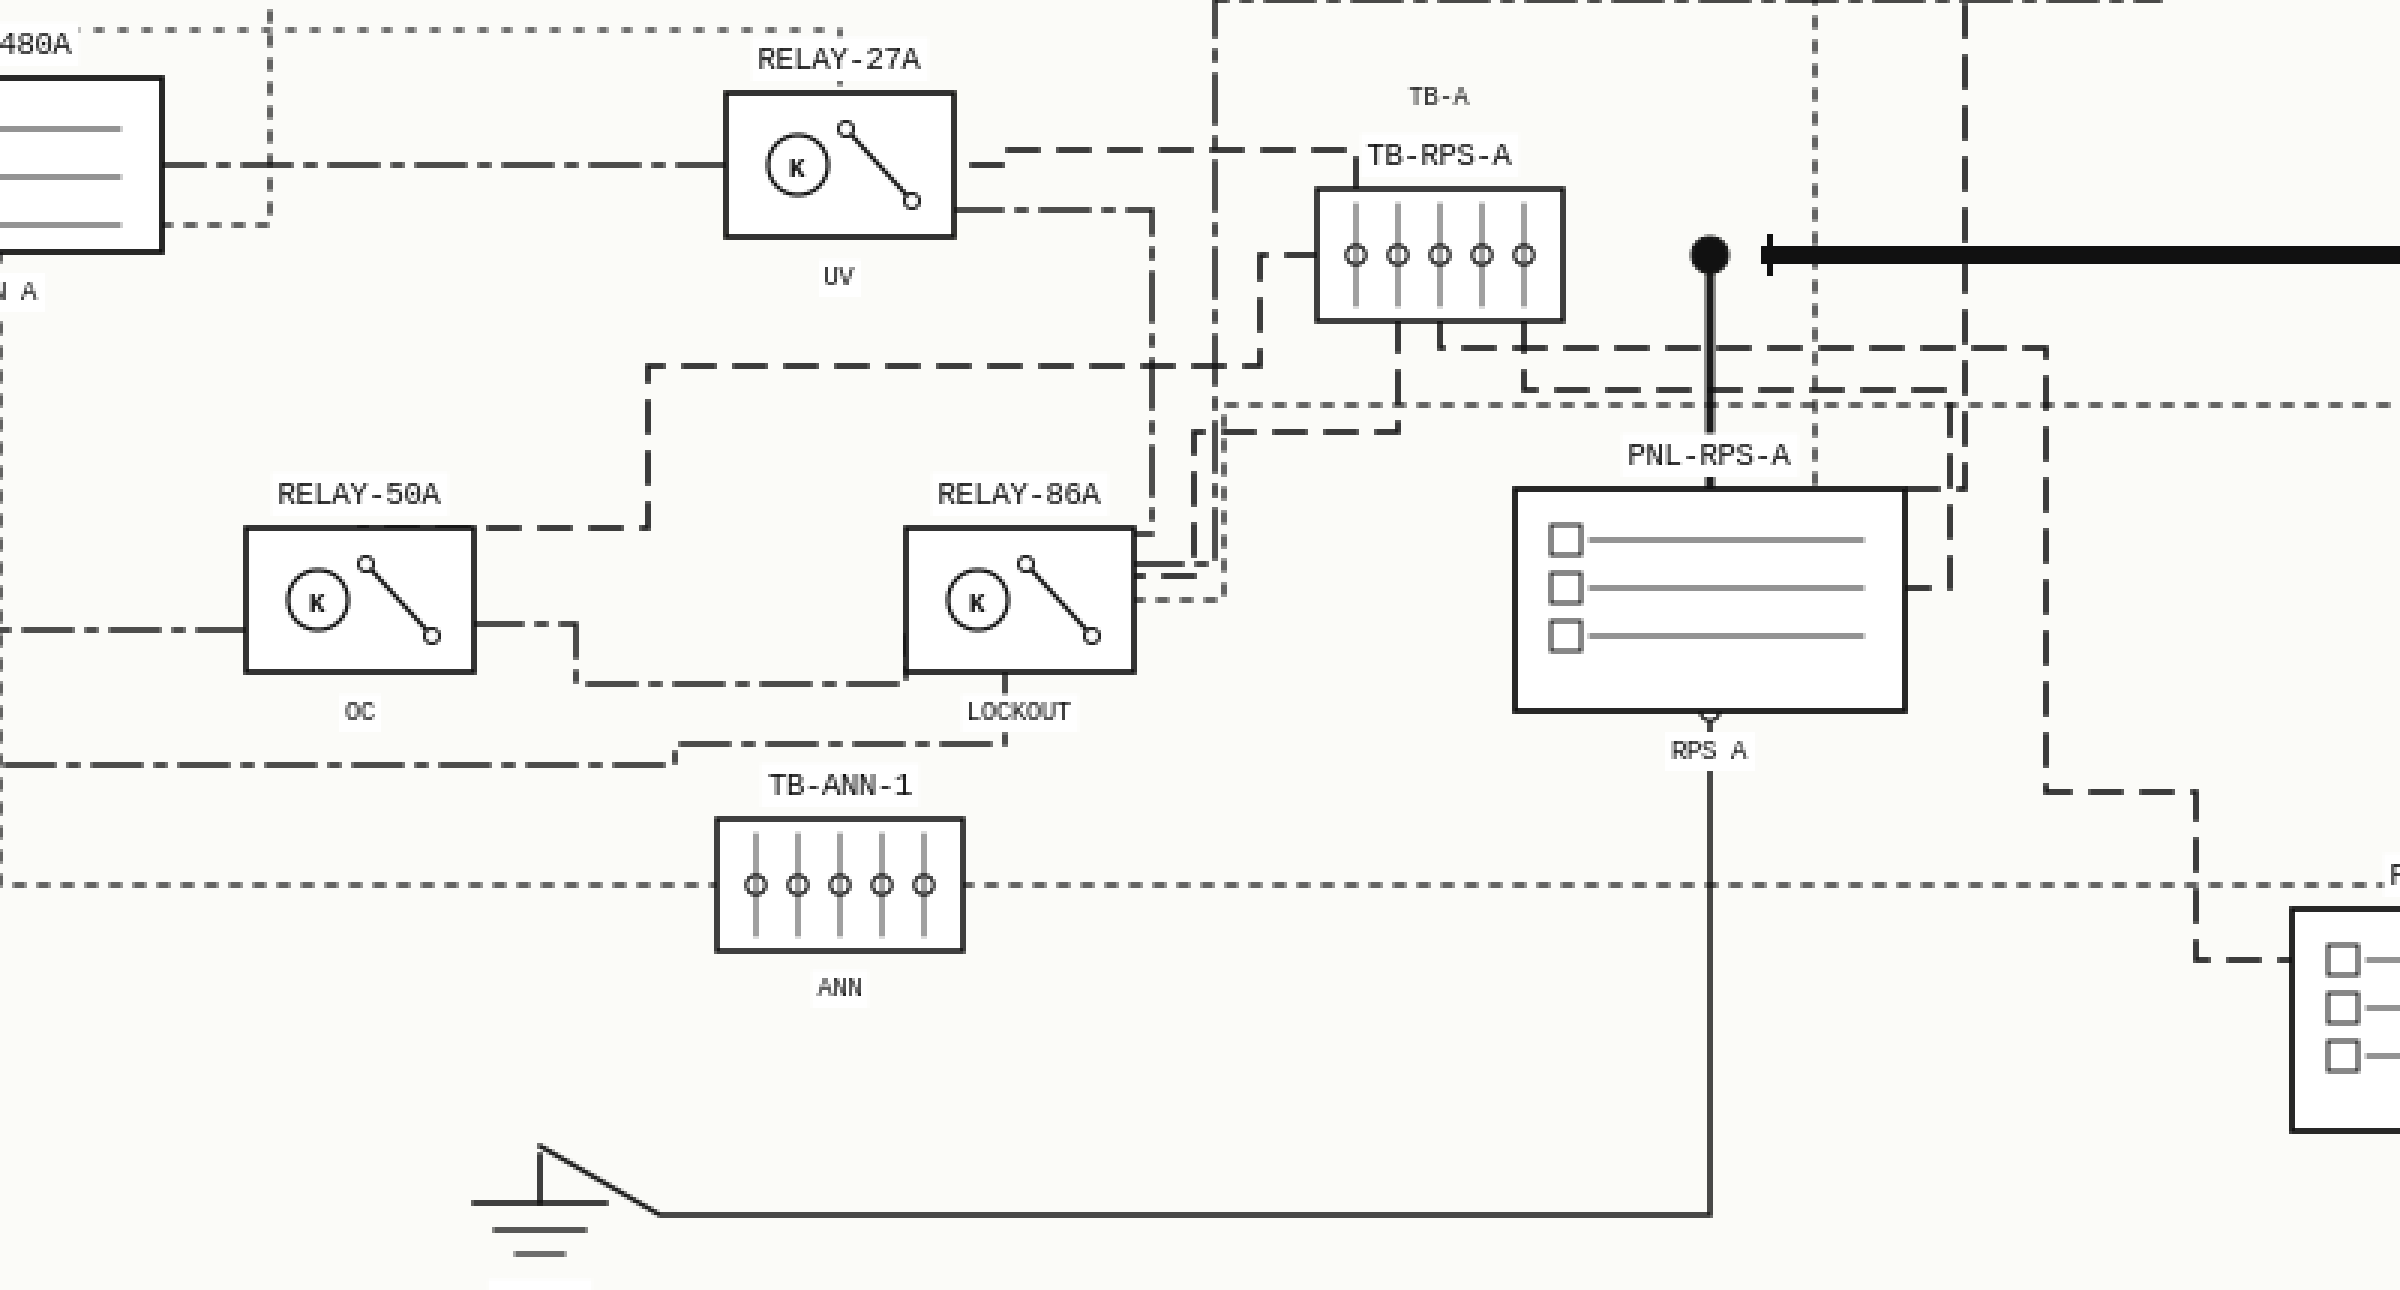 480A
RELAY-27A
K
UV
TB-A
TB-RPS-A
A
RELAY-50A
K
OC
RELAY-86A
K
LOCKOUT
PNL-RPS-A
RPS A
TB-ANN-1
ANN